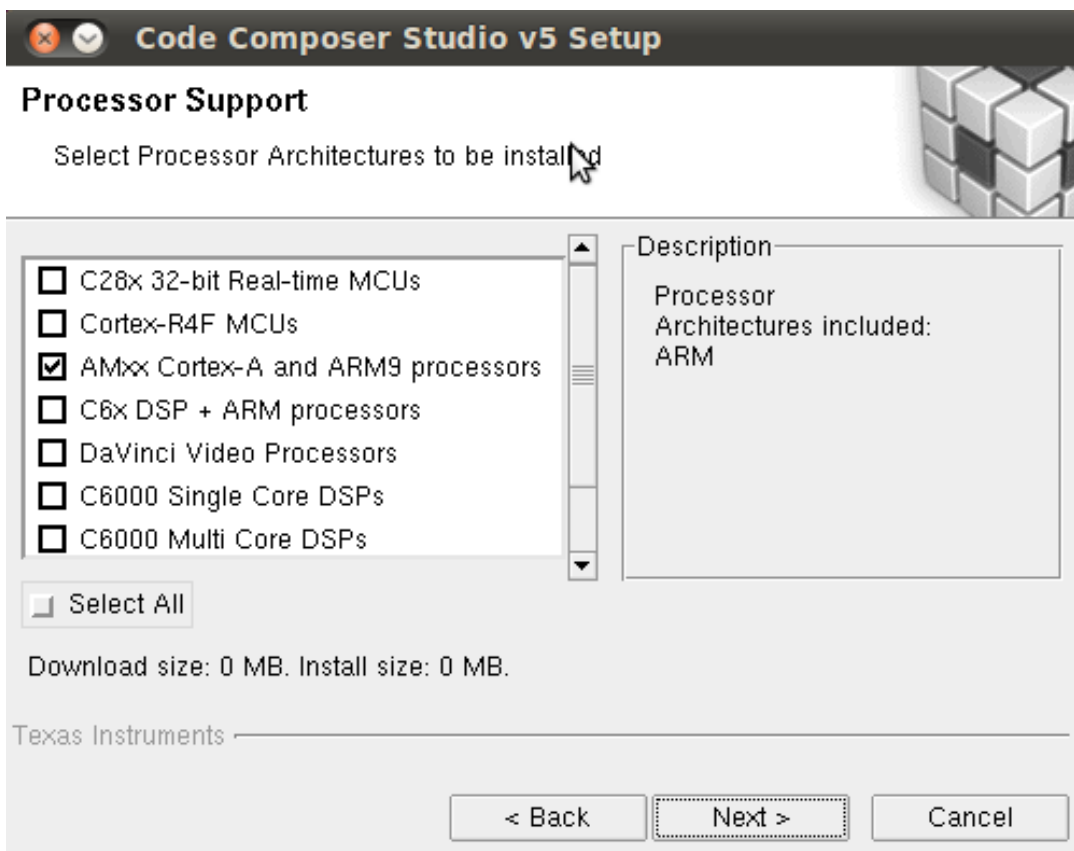 Code Composer Studio v5 Setup
Processor Support
Select Processor Architectures to be installed
C28x 32-bit Real-time MCUs
Cortex-R4F MCUs
AMxx Cortex-A and ARM9 processors
C6x DSP + ARM processors
DaVinci Video Processors
C6000 Single Core DSPs
C6000 Multi Core DSPs
Select All
Description
Processor
Architectures included:
ARM
Download size: 0 MB. Install size: 0 MB.
Texas Instruments
< Back
Next >
Cancel